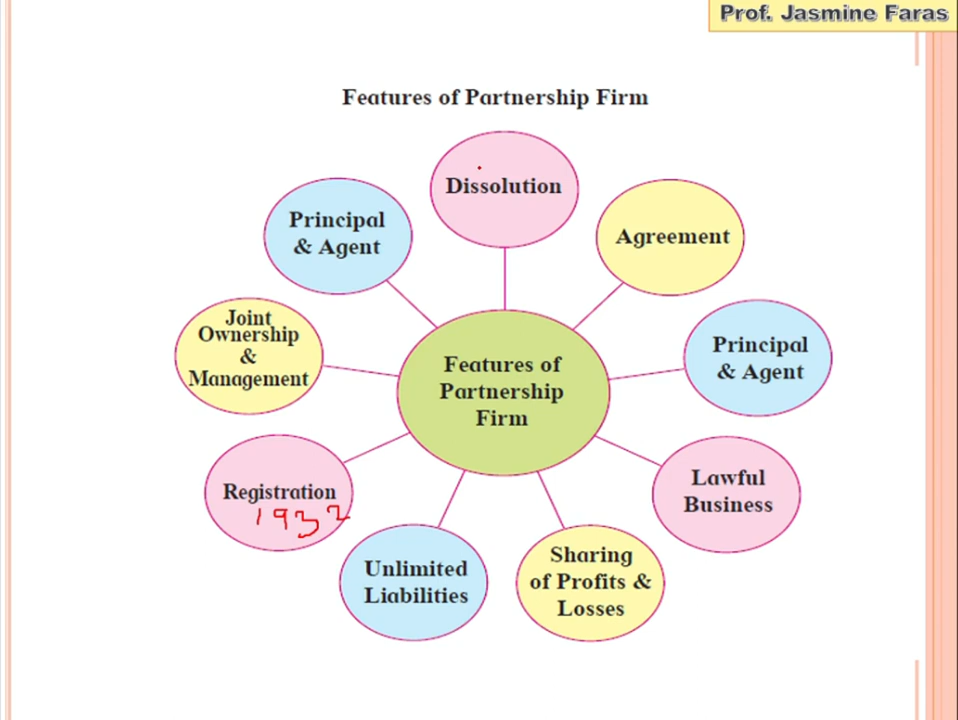 Prof. Jasmine Faras
Features of Partnership Firm
Dissolution
Agreement
Principal
& Agent
Lawful
Business
Sharing
of Profits &
Losses
Unlimited
Liabilities
Registration
1932
Joint
Ownership
&
Management
Principal
& Agent
Features of
Partnership
Firm